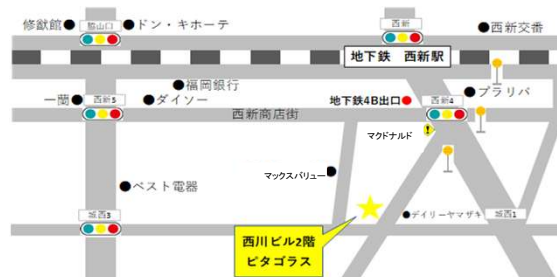 修猷館
脇山口
ドン・キホーテ
西新
西新交番
地下鉄 西新駅
福岡銀行
一蘭
西新3
ダイソー
地下鉄4B出口
西新4
プラリバ
西新商店街
マクドナルド
マックスバリュー
ベスト電器
城西3
デイリーヤマザキ
城西1
西川ビル2階
ピタゴラス